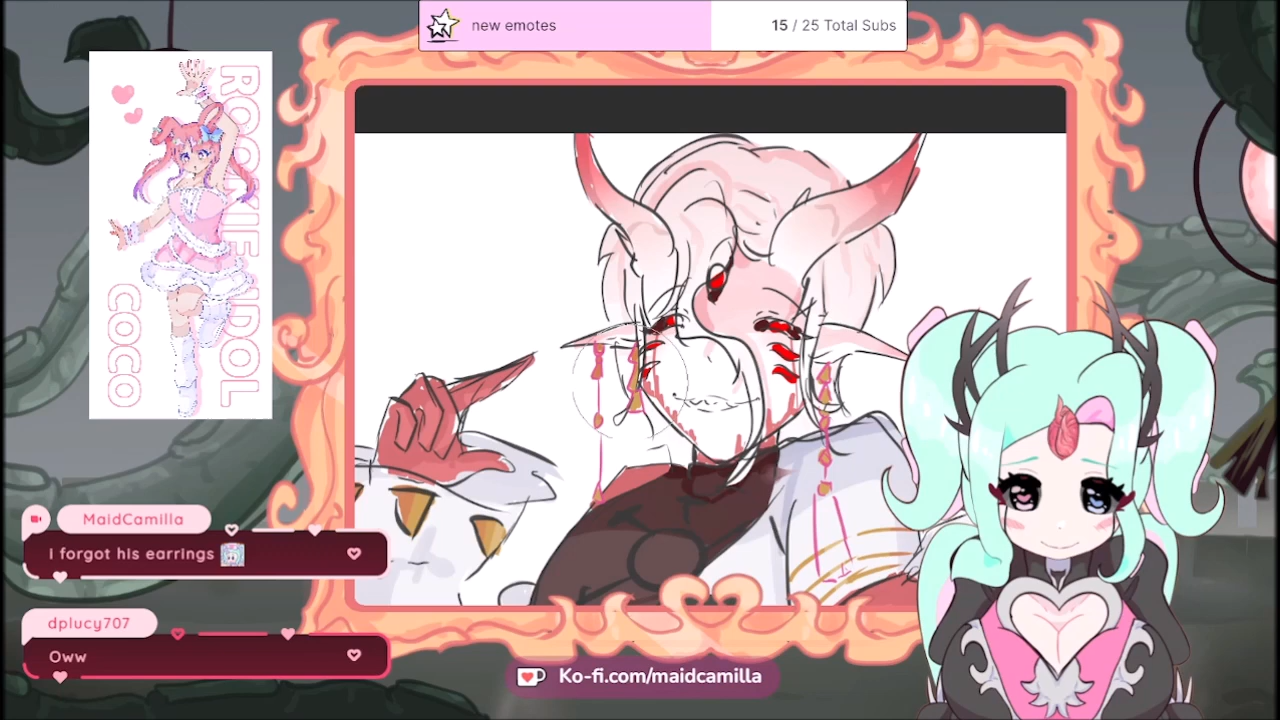 new emotes
15 / 25 Total Subs
ROOKIE IDOL
COCO
MaidCamilla
I forgot his earrings
dplucy707
Oww
Ko-fi.com/maidcamilla